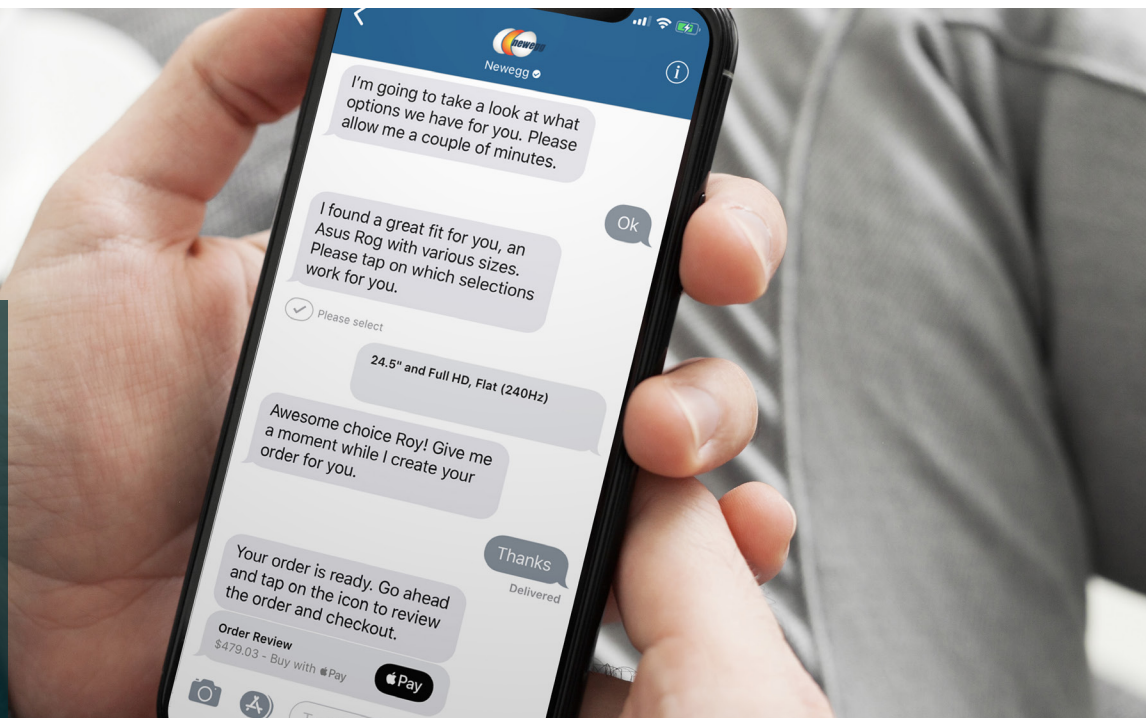 newegg
Newegg
I'm going to take a look at what
options we have for you. Please
allow me a couple of minutes.
Ok
I found a great fit for you, an
Asus Rog with various sizes.
Please tap on which selections
work for you.
Please select
24.5" and Full HD, Flat (240Hz)
Awesome choice Roy! Give me
a moment while I create your
order for you.
Thanks
Delivered
Your order is ready. Go ahead
and tap on the icon to review
the order and checkout.
Order Review
$479.03 - Buy with Pay
Pay